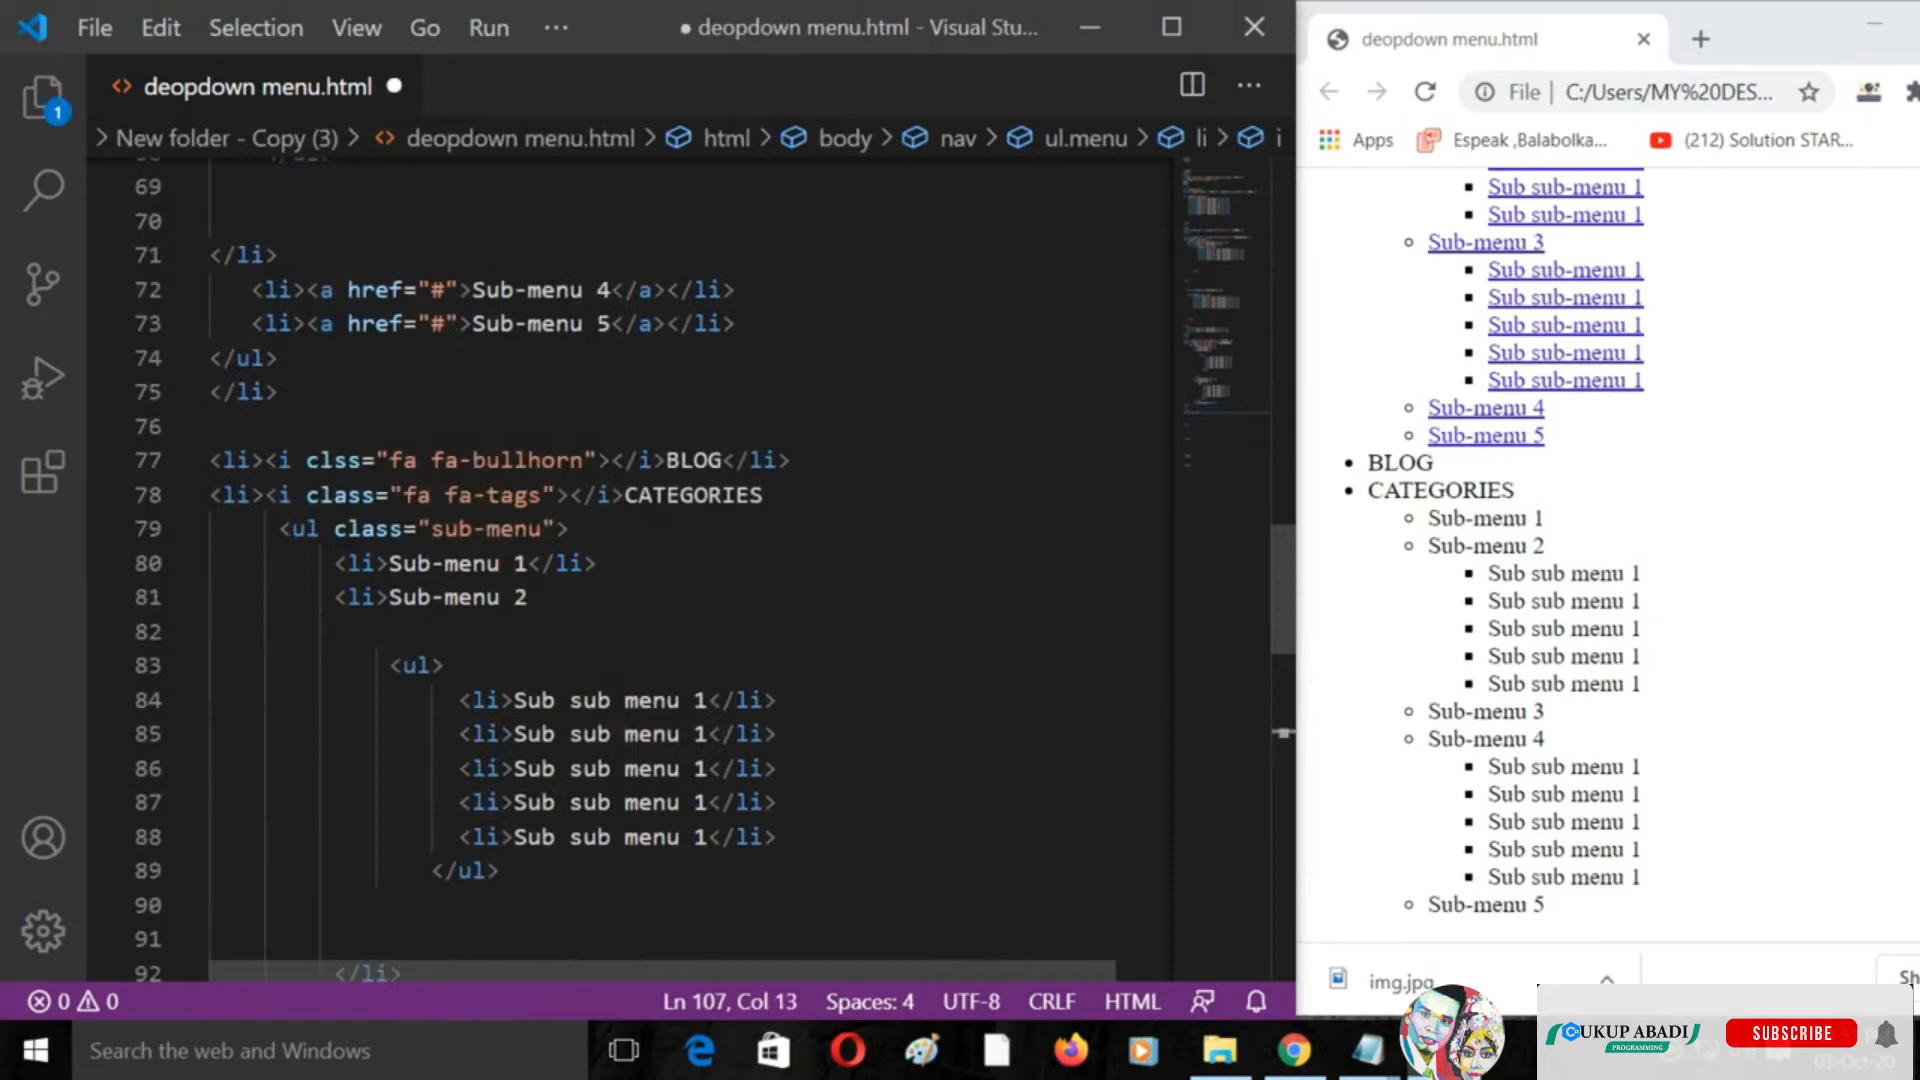 File Edit Selection View Go Run ··· ● deopdown menu.html - Visual Stu...
deopdown menu.html
New folder - Copy (3) > deopdown menu.html > html > body > nav > ul.menu > li > i
69
70
71 </li>
72 <li><a href="#">Sub-menu 4</a></li>
73 <li><a href="#">Sub-menu 5</a></li>
74 </ul>
75 </li>
76
77 <li><i clss="fa fa-bullhorn"></i>BLOG</li>
78 <li><i class="fa fa-tags"></i>CATEGORIES
79 <ul class="sub-menu">
80 <li>Sub-menu 1</li>
81 <li>Sub-menu 2
82
83 <ul>
84 <li>Sub sub menu 1</li>
85 <li>Sub sub menu 1</li>
86 <li>Sub sub menu 1</li>
87 <li>Sub sub menu 1</li>
88 <li>Sub sub menu 1</li>
89 </ul>
90
91
92 </li>
1
0 0 Ln 107, Col 13 Spaces: 4 UTF-8 CRLF HTML
deopdown menu.html
File | C:/Users/MY%20DES...
Apps Espeak ,Balabolka... (212) Solution STAR...
Sub sub-menu 1
Sub sub-menu 1
Sub-menu 3
Sub sub-menu 1
Sub sub-menu 1
Sub sub-menu 1
Sub sub-menu 1
Sub sub-menu 1
Sub-menu 4
Sub-menu 5
BLOG
CATEGORIES
Sub-menu 1
Sub-menu 2
Sub sub menu 1
Sub sub menu 1
Sub sub menu 1
Sub sub menu 1
Sub sub menu 1
Sub-menu 3
Sub-menu 4
Sub sub menu 1
Sub sub menu 1
Sub sub menu 1
Sub sub menu 1
Sub sub menu 1
Sub-menu 5
img.jpg
Sh
Search the web and Windows
CUKUP ABADI
PROGRAMMING
SUBSCRIBE
03-Oct-20